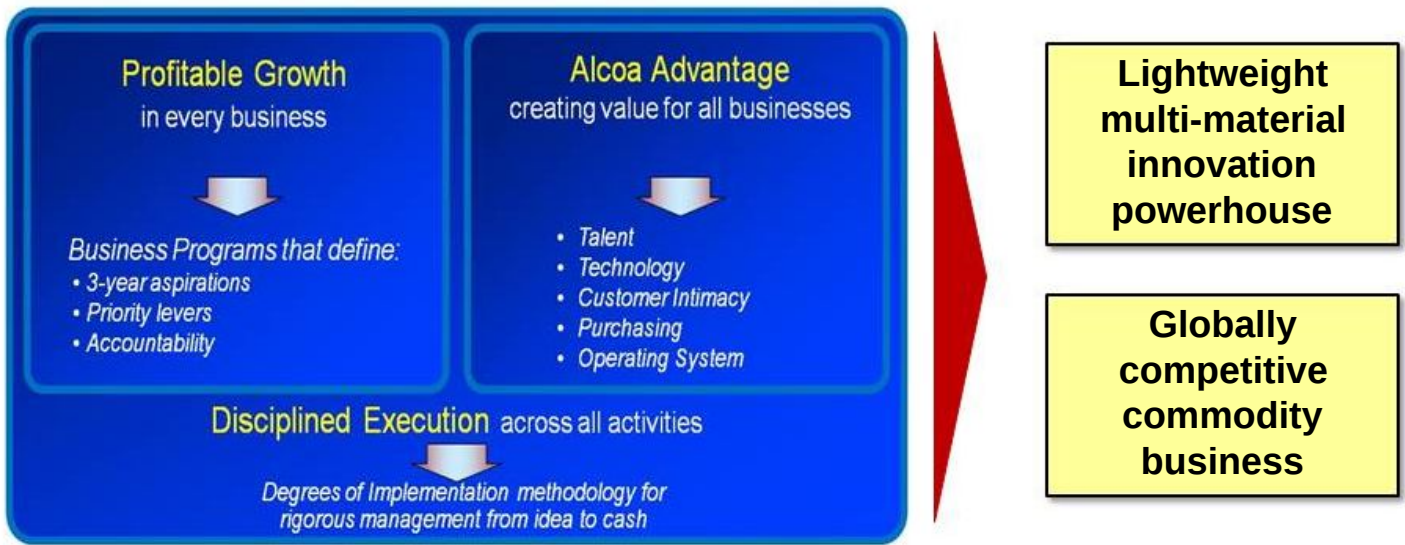 Profitable Growth
in every business
Business Programs that define:
• 3-year aspirations
• Priority levers
• Accountability
Alcoa Advantage
creating value for all businesses
• Talent
• Technology
• Customer Intimacy
• Purchasing
• Operating System
Disciplined Execution across all activities
Degrees of Implementation methodology for
rigorous management from idea to cash
Lightweight
multi-material
innovation
powerhouse
Globally
competitive
commodity
business